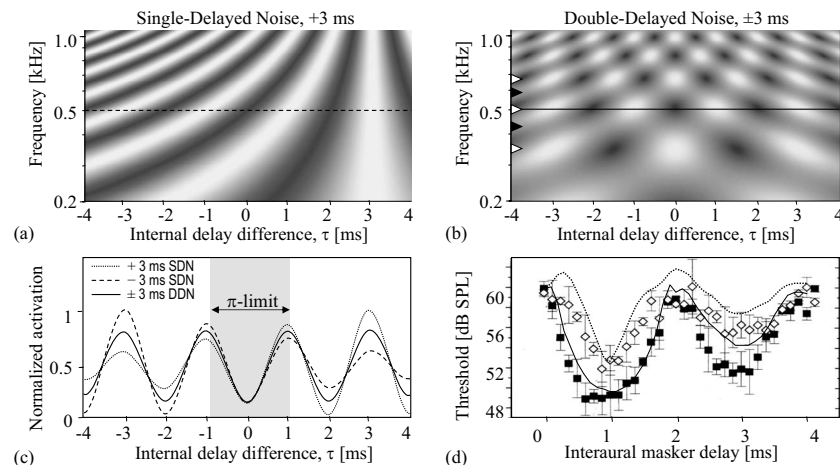 Single-Delayed Noise, +3 ms
Frequency [kHz]
1.0
0.5
0.2
-4 -3 -2 -1 0 1 2 3 4
(a) Internal delay difference, τ [ms]
Double-Delayed Noise, ±3 ms
Frequency [kHz]
1.0
0.5
0.2
-4 -3 -2 -1 0 1 2 3 4
(b) Internal delay difference, τ [ms]
Normalized activation
+ 3 ms SDN
− 3 ms SDN
± 3 ms DDN
π-limit
1
0.5
0
-4 -3 -2 -1 0 1 2 3 4
(c) Internal delay difference, τ [ms]
Threshold [dB SPL]
60
56
52
48
0 1 2 3 4
(d) Interaural masker delay [ms]